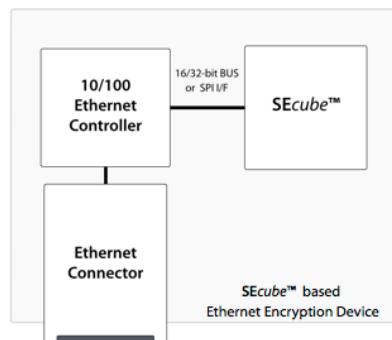 10/100
Ethernet
Controller
16/32-bit BUS
or SPI I/F
SEcube™
Ethernet
Connector
SEcube™ based
Ethernet Encryption Device